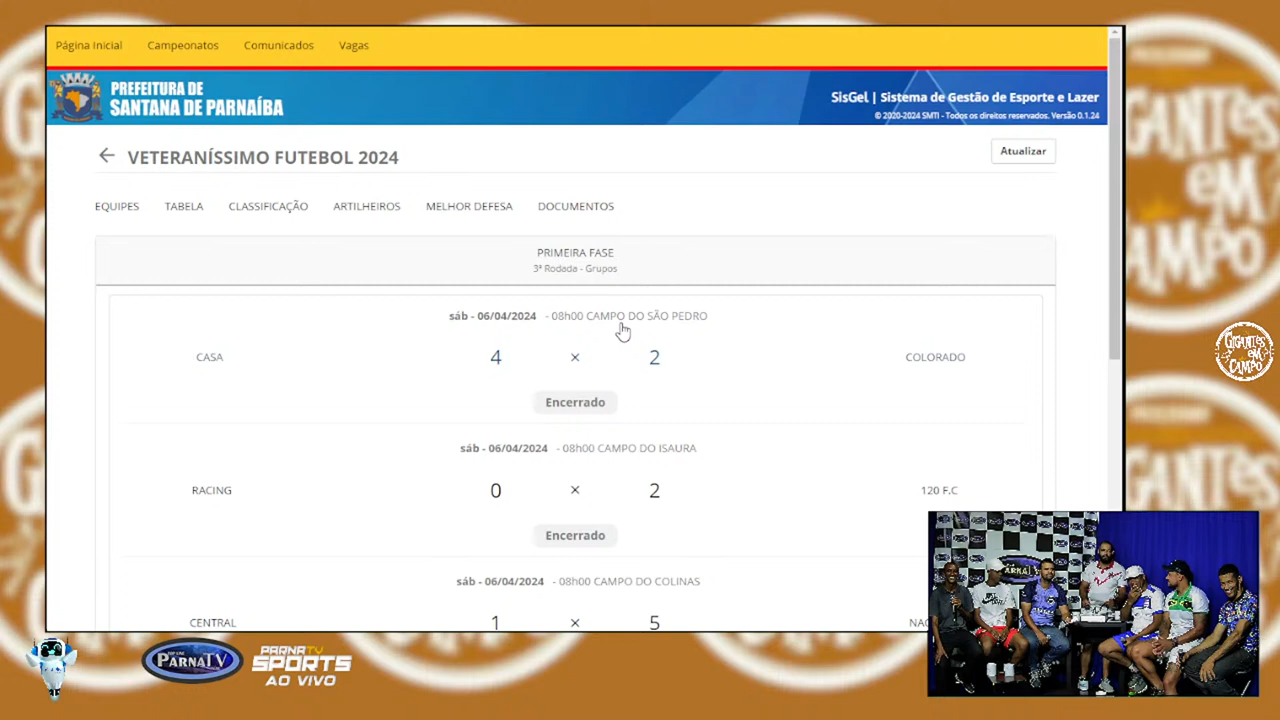 Página Inicial Campeonatos Comunicados Vagas
PREFEITURA DE
SANTANA DE PARNAÍBA
SisGel | Sistema de Gestão de Esporte e Lazer
© 2020-2024 SMTI - Todos os direitos reservados. Versão 0.1.24
VETERANÍSSIMO FUTEBOL 2024
Atualizar
EQUIPES TABELA CLASSIFICAÇÃO ARTILHEIROS MELHOR DEFESA DOCUMENTOS
PRIMEIRA FASE
3ª Rodada - Grupos
sáb - 06/04/2024 - 08h00 CAMPO DO SÃO PEDRO
CASA 4 × 2 COLORADO
Encerrado
sáb - 06/04/2024 - 08h00 CAMPO DO ISAURA
RACING 0 × 2 120 F.C
Encerrado
sáb - 06/04/2024 - 08h00 CAMPO DO COLINAS
CENTRAL 1 × 5
GIGANTES
EM
CAMPO
PARNATV
PARNATV
SPORTS
AO VIVO